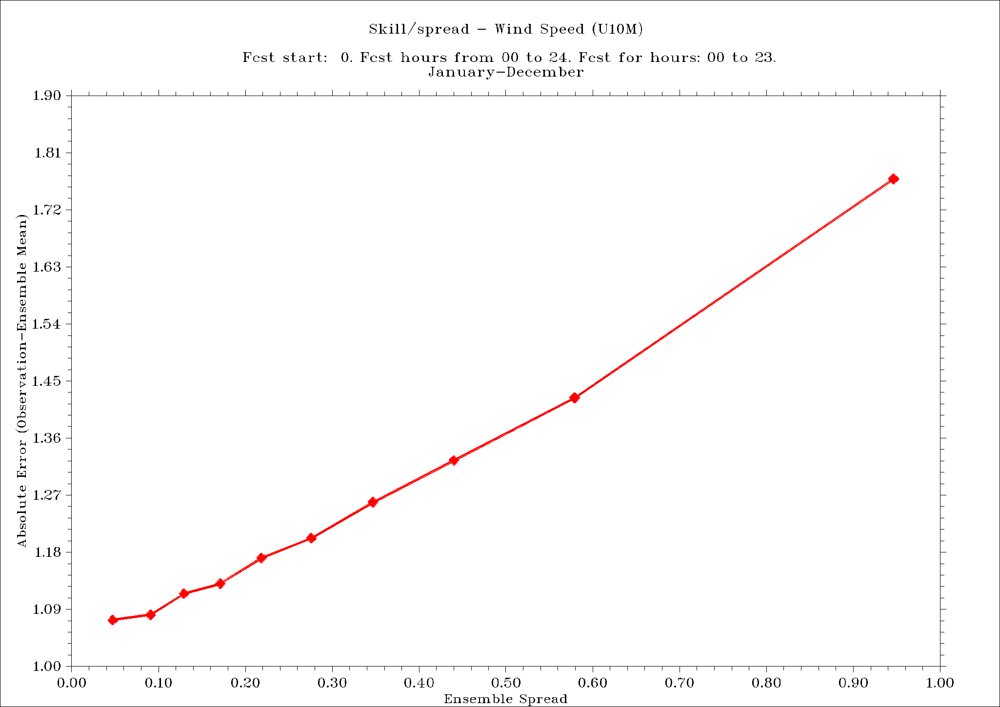 Skill/spread - Wind Speed (U10M)
Fcst start:  0. Fcst hours from 00 to 24. Fcst for hours: 00 to 23.
January-December
Absolute Error (Observation-Ensemble Mean)
1.90
1.81
1.72
1.63
1.54
1.45
1.36
1.27
1.18
1.09
1.00
0.00 0.10 0.20 0.30 0.40 0.50 0.60 0.70 0.80 0.90 1.00
Ensemble Spread